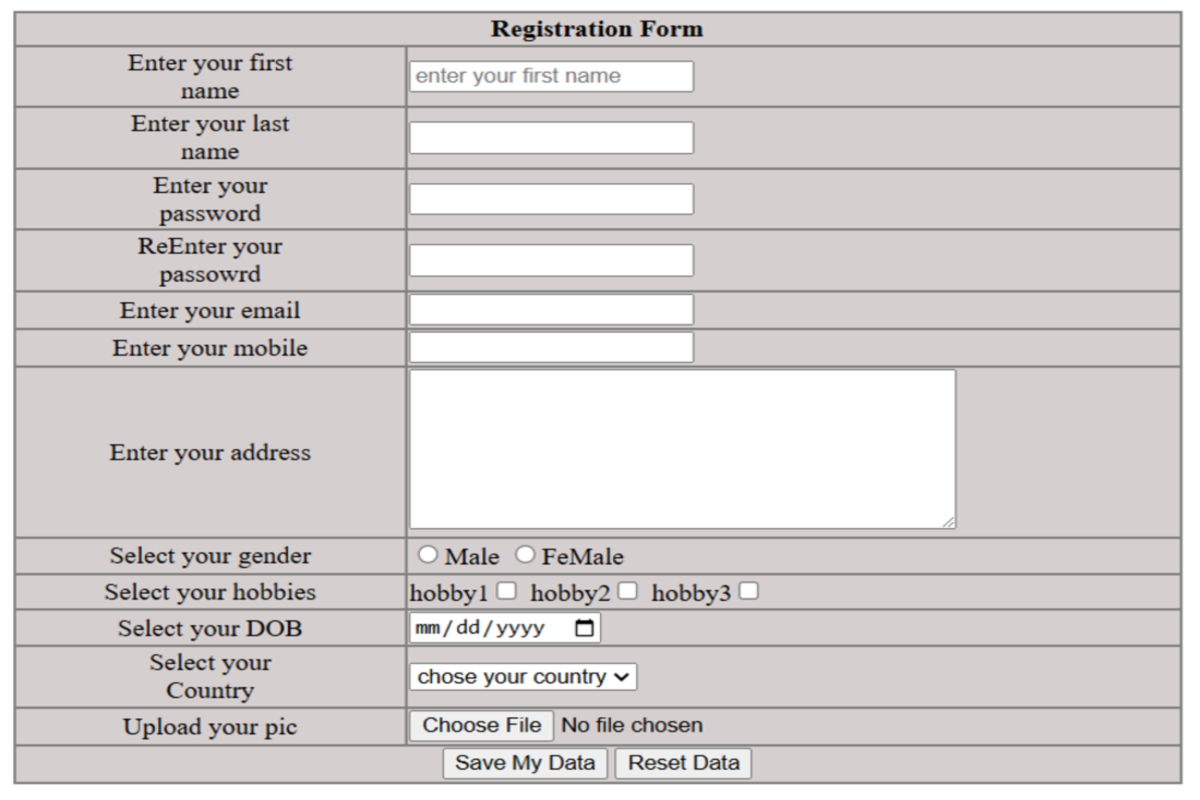 Registration Form
Enter your first
name
enter your first name
Enter your last
name
Enter your
password
ReEnter your
passowrd
Enter your email
Enter your mobile
Enter your address
Select your gender
Male FeMale
Select your hobbies
hobby1 hobby2 hobby3
Select your DOB
mm/dd/yyyy
Select your
Country
chose your country
Upload your pic
Choose File No file chosen
Save My Data Reset Data